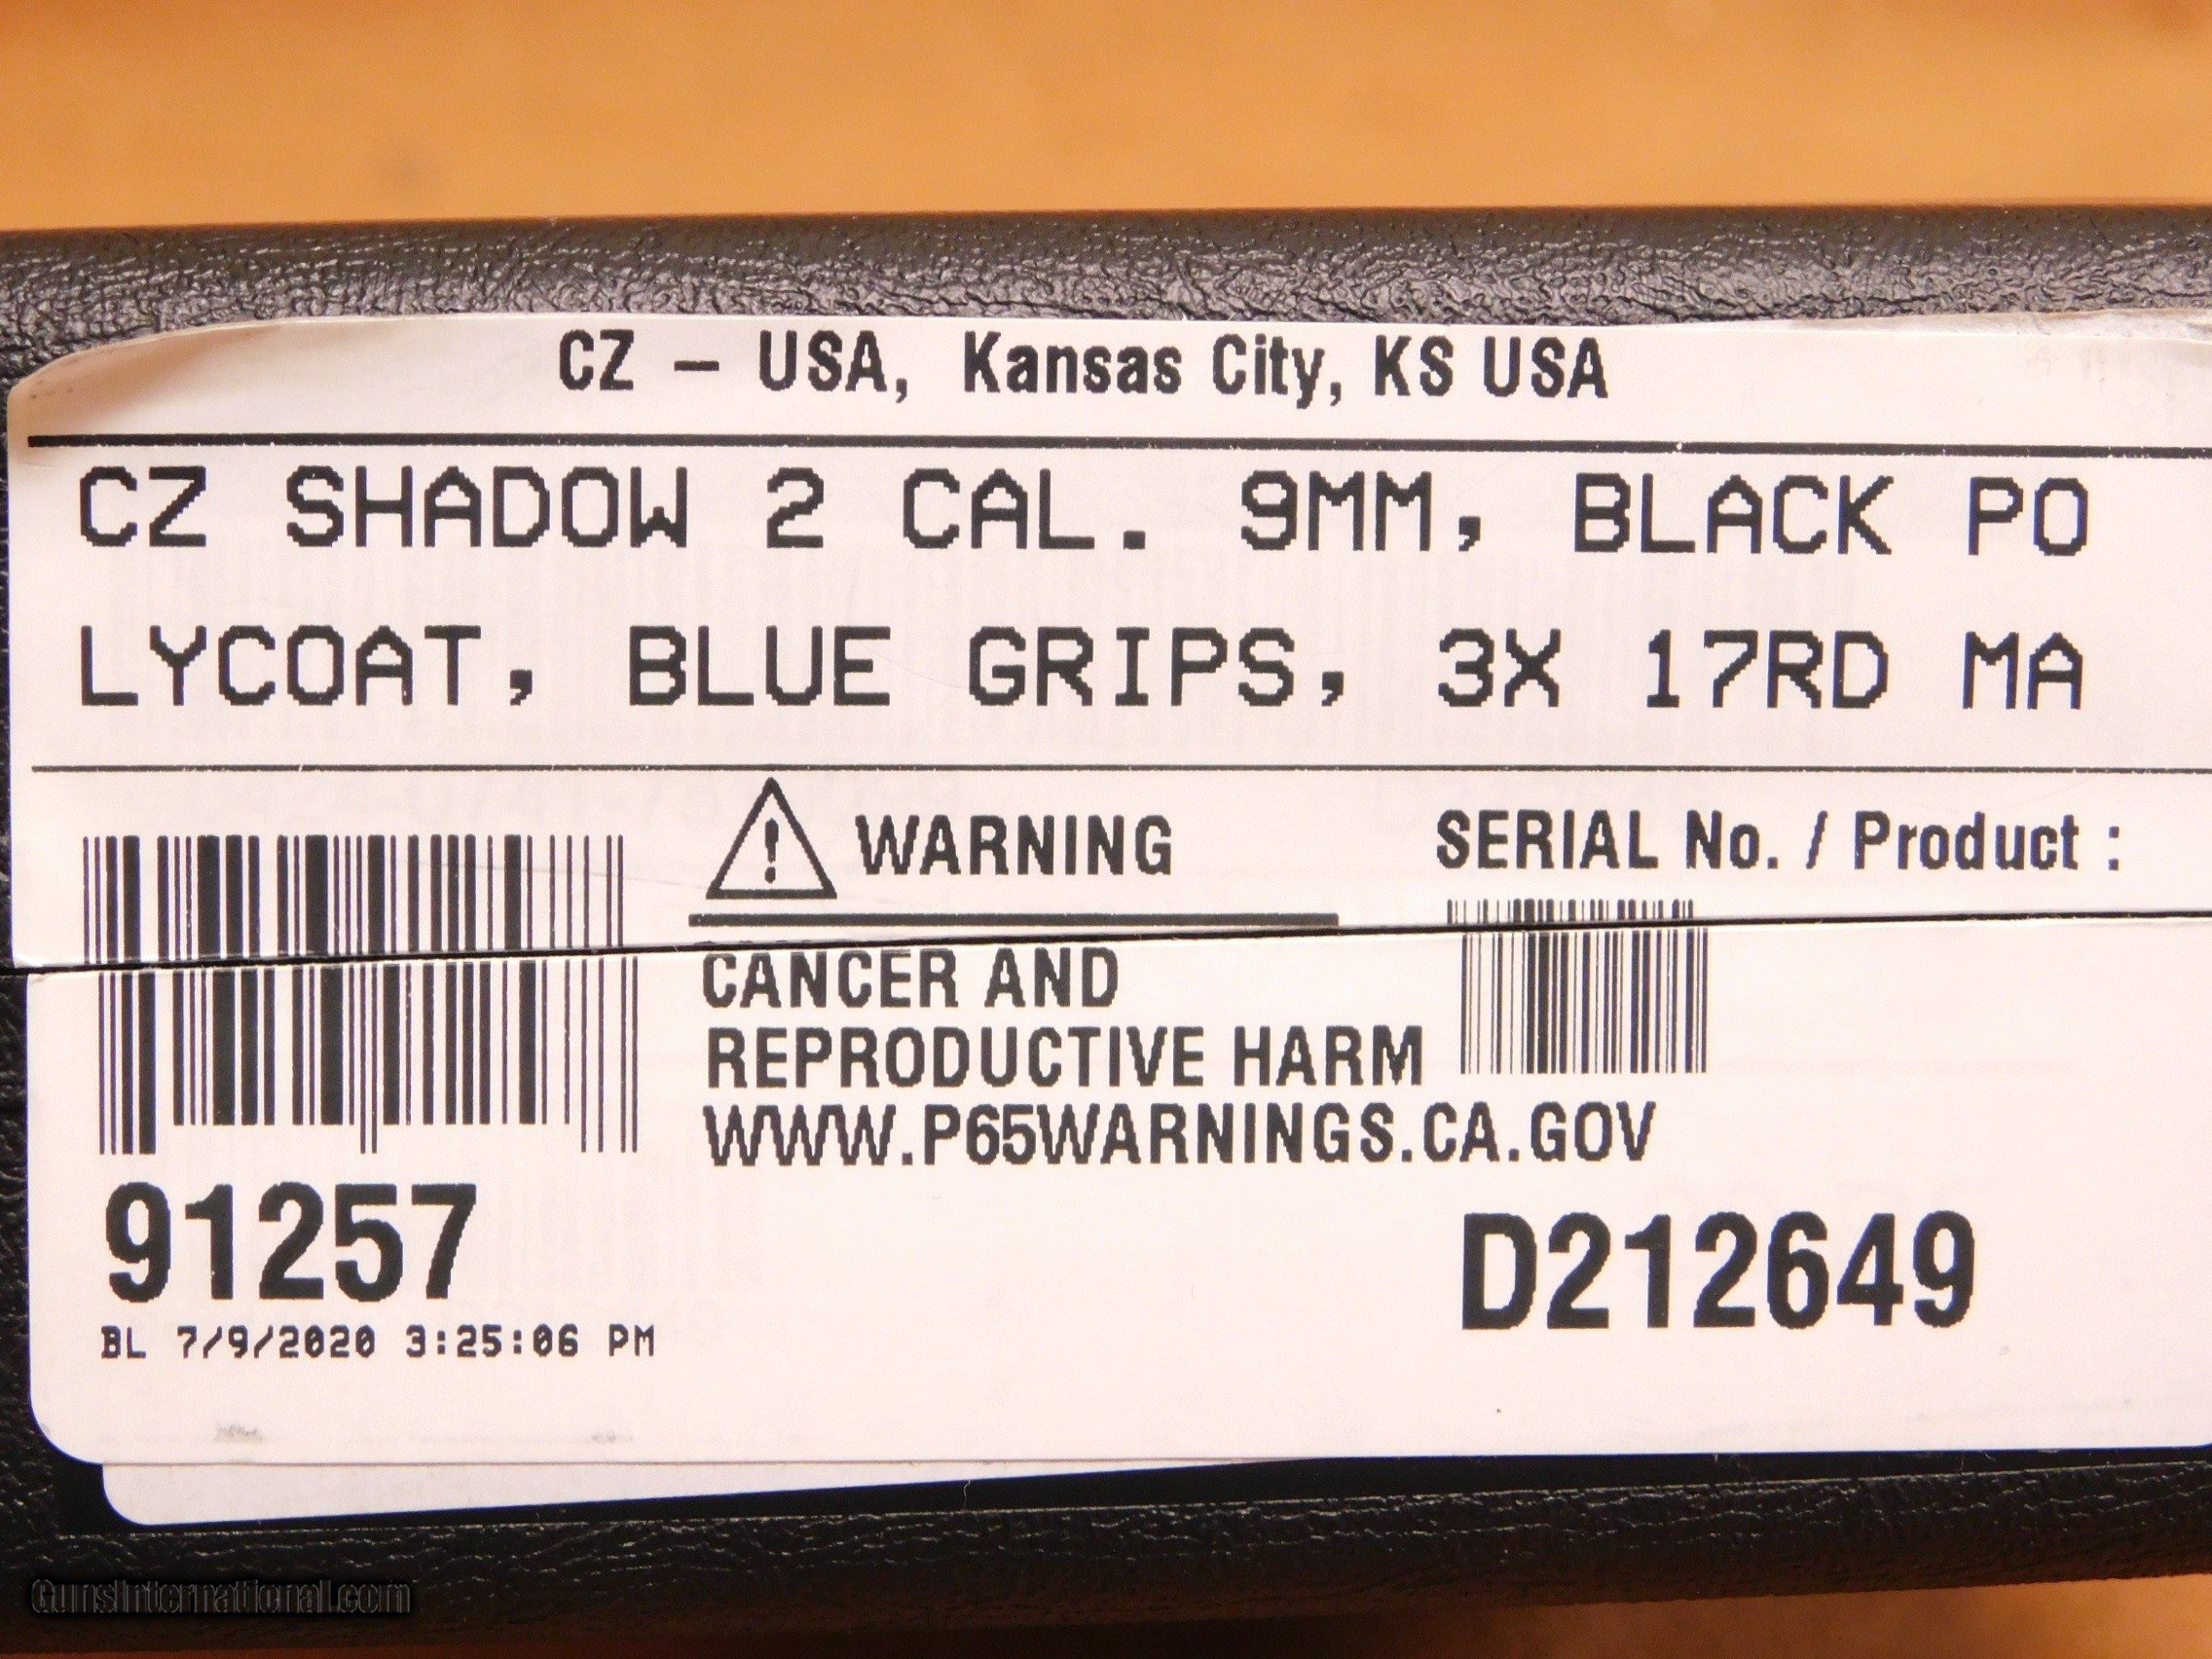 CZ – USA, Kansas City, KS USA
CZ SHADOW 2 CAL. 9MM, BLACK PO
LYCOAT, BLUE GRIPS, 3X 17RD MA
WARNING
SERIAL No. / Product :
CANCER AND
REPRODUCTIVE HARM
WWW.P65WARNINGS.CA.GOV
91257
D212649
BL 7/9/2020 3:25:06 PM
GunsInternational.com